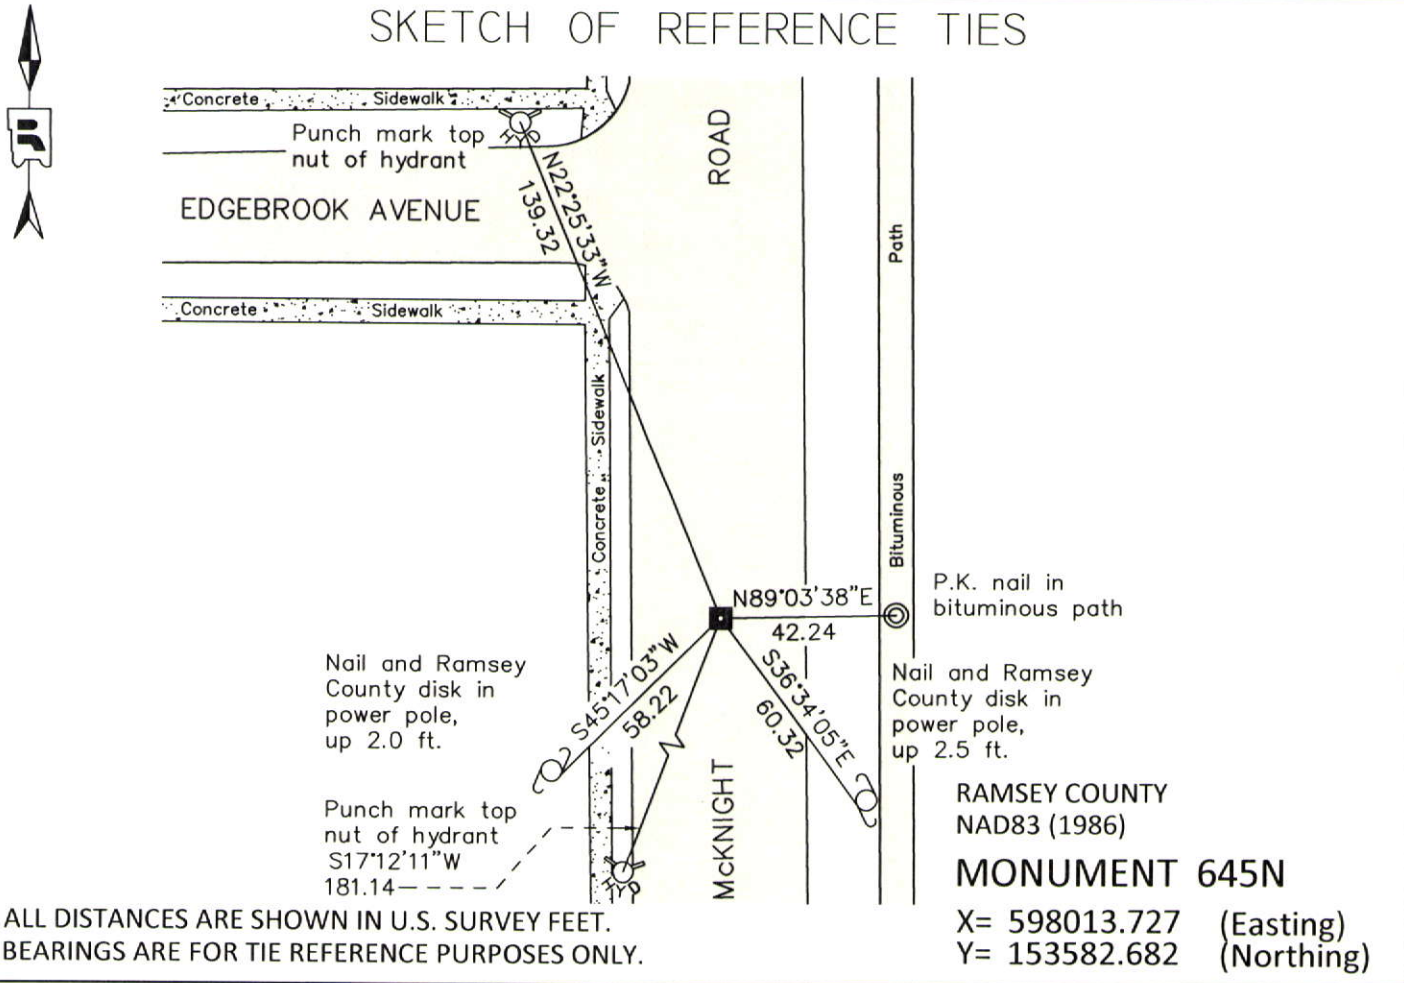 SKETCH OF REFERENCE TIES
R
Concrete Sidewalk
Punch mark top
nut of hydrant
HYD
N22°25'33"W
139.32
EDGEBROOK AVENUE
ROAD
Path
Concrete Sidewalk
Concrete Sidewalk
Bituminous
P.K. nail in
bituminous path
N89°03'38"E
42.24
Nail and Ramsey
County disk in
power pole,
up 2.0 ft.
S45°17'03"W
58.22
S36°34'05"E
60.32
Nail and Ramsey
County disk in
power pole,
up 2.5 ft.
Punch mark top
nut of hydrant
S17°12'11"W
181.14
HYD
McKNIGHT
RAMSEY COUNTY
NAD83 (1986)
MONUMENT 645N
X= 598013.727 (Easting)
Y= 153582.682 (Northing)
ALL DISTANCES ARE SHOWN IN U.S. SURVEY FEET.
BEARINGS ARE FOR TIE REFERENCE PURPOSES ONLY.